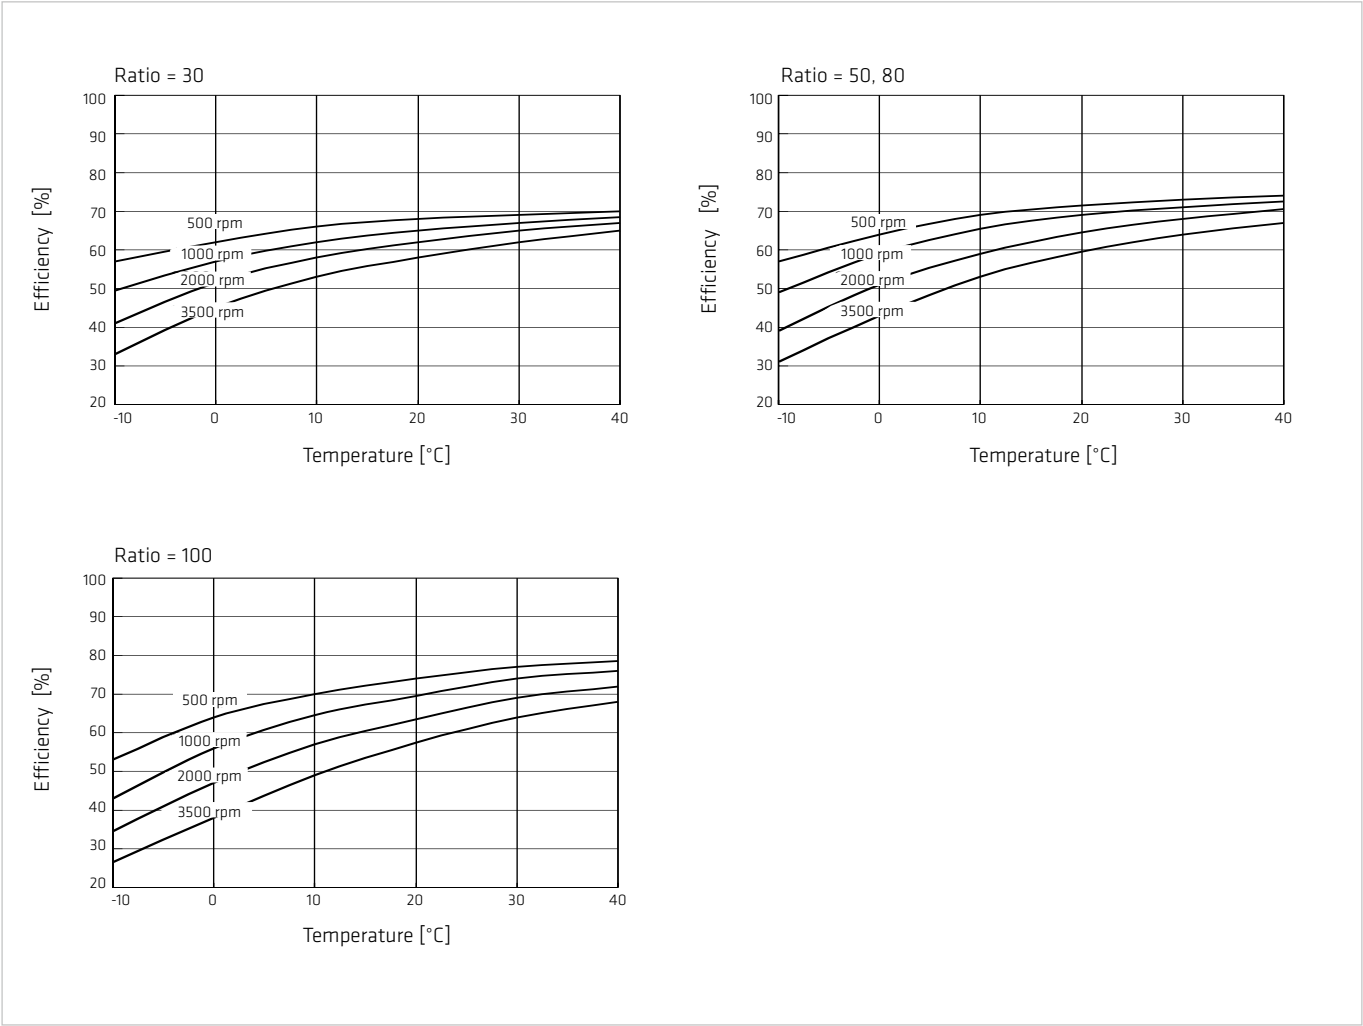 Ratio = 30
100
90
80
70
60
50
40
30
20
Efficiency [%]
500 rpm
1000 rpm
2000 rpm
3500 rpm
-10 0 10 20 30 40
Temperature [°C]
Ratio = 50, 80
100
90
80
70
60
50
40
30
20
Efficiency [%]
500 rpm
1000 rpm
2000 rpm
3500 rpm
-10 0 10 20 30 40
Temperature [°C]
Ratio = 100
100
90
80
70
60
50
40
30
20
Efficiency [%]
500 rpm
1000 rpm
2000 rpm
3500 rpm
-10 0 10 20 30 40
Temperature [°C]